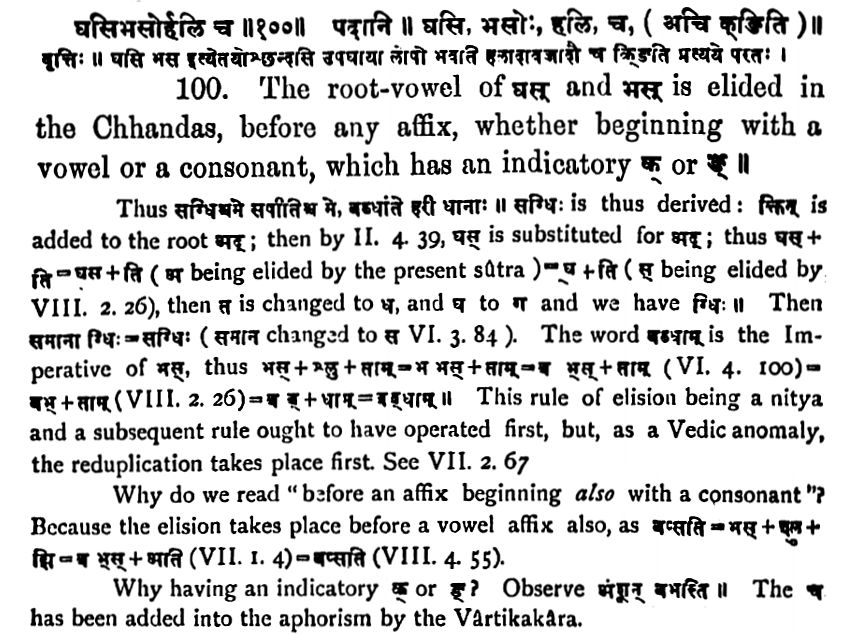 घसिभसोर्हलि च ॥१००॥ पदानि ॥ घसि, भसोः, हलि, च, ( अचि क्ङिति )॥
वृत्तिः ॥ घसि भस इत्येतयोश्छन्दसि उपधाया लोपो भवति हलादावजादौ च क्ङिति प्रत्यये परतः ।
100. The root-vowel of घस् and भस् is elided in
the Chhandas, before any affix, whether beginning with a
vowel or a consonant, which has an indicatory क् or ङ् ॥
Thus सग्धिश्चमे सपीतिश्च मे, बब्धांते हरी धानाः ॥ सग्धिः is thus derived: क्तिन् is
added to the root अद्; then by II. 4. 39, घस् is substituted for अद्; thus घस्+
ति=घस+ति ( अ being elided by the present sûtra )=घ+ति ( स् being elided by
VIII. 2. 26), then त is changed to ध, and घ to ग and we have ग्धिः ॥ Then
समाना ग्धिः=सग्धिः ( समान changed to स VI. 3. 84 ). The word बब्धाम् is the Im-
perative of भस्, thus भस्+श्लु+ताम्=भ भस्+ताम्=ब भ्स्+ताम् (VI. 4. 100)=
बभ्+ताम् (VIII. 2. 26)=ब ब्+धाम्=बब्धाम् ॥ This rule of elision being a nitya
and a subsequent rule ought to have operated first, but, as a Vedic anomaly,
the reduplication takes place first. See VII. 2. 67
Why do we read "before an affix beginning also with a consonant"?
Because the elision takes place before a vowel affix also, as बप्सति=भस्+श्लु+
झि=ब भ्स्+अति (VII. 1. 4)=बप्सति (VIII. 4. 55).
Why having an indicatory क् or ङ्? Observe अंशून् बभस्ति ॥ The च
has been added into the aphorism by the Vârtikakâra.